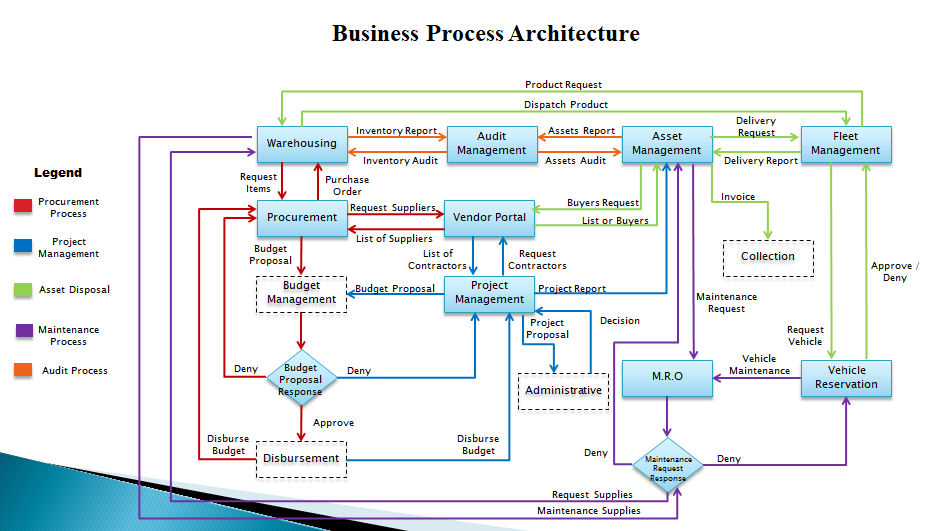 Business Process Architecture
Product Request
Dispatch Product
Delivery
Request
Warehousing
Inventory Report
Audit
Management
Assets Report
Asset
Management
Fleet
Management
Inventory Audit
Assets Audit
Delivery Report
Legend
Request
Items
Purchase
Order
Procurement
Process
Procurement
Request Suppliers
Vendor Portal
Buyers Request
List or Buyers
Invoice
List of Suppliers
Project
Management
Budget
Proposal
List of
Contractors
Request
Contractors
Collection
Approve /
Deny
Asset Disposal
Budget
Management
Budget Proposal
Project
Management
Project Report
Maintenance
Request
Maintenance
Process
Project
Proposal
Decision
Request
Vehicle
Audit Process
Deny
Budget
Proposal
Response
Deny
Administrative
M.R.O
Vehicle
Maintenance
Vehicle
Reservation
Approve
Disburse
Budget
Disbursement
Disburse
Budget
Deny
Maintenance
Request
Response
Deny
Request Supplies
Maintenance Supplies